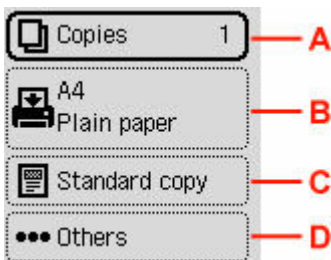 Copies 1 A
A4
Plain paper B
Standard copy C
Others D